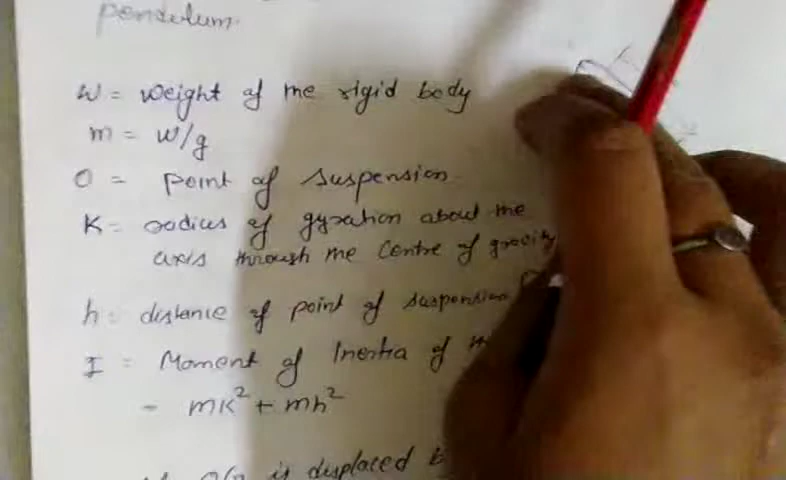 pendulum.
W = weight of the rigid body
m = w/g
O = point of suspension.
K = radius of gyration about the
axis through the centre of gravity
h = distance of point of suspension
I = Moment of Inertia of
= mK² + mh²
is displaced